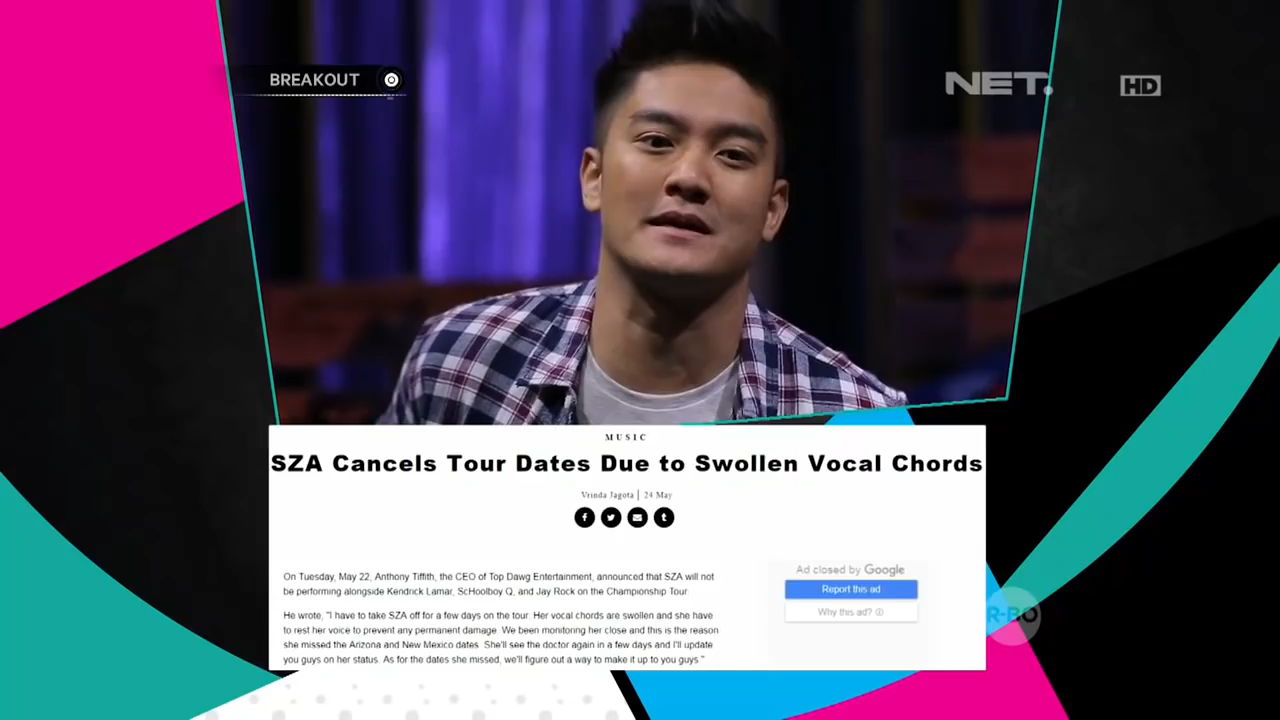 BREAKOUT
NET.
HD
MUSIC
SZA Cancels Tour Dates Due to Swollen Vocal Chords
Vrinda Jagota | 24 May
On Tuesday, May 22, Anthony Tiffith, the CEO of Top Dawg Entertainment, announced that SZA will not
be performing alongside Kendrick Lamar, ScHoolboy Q, and Jay Rock on the Championship Tour.
He wrote, "I have to take SZA off for a few days on the tour. Her vocal chords are swollen and she have
to rest her voice to prevent any permanent damage. We been monitoring her close and this is the reason
she missed the Arizona and New Mexico dates. She'll see the doctor again in a few days and I'll update
you guys on her status. As for the dates she missed, we'll figure out a way to make it up to you guys."
Ad closed by Google
Report this ad
Why this ad?
R-BO